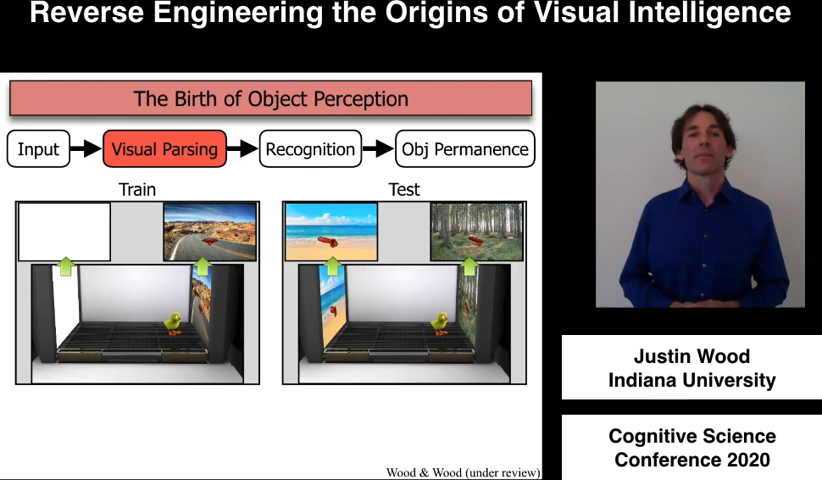 Reverse Engineering the Origins of Visual Intelligence
The Birth of Object Perception
Input
Visual Parsing
Recognition
Obj Permanence
Train
Test
Wood & Wood (under review)
Justin Wood
Indiana University
Cognitive Science
Conference 2020